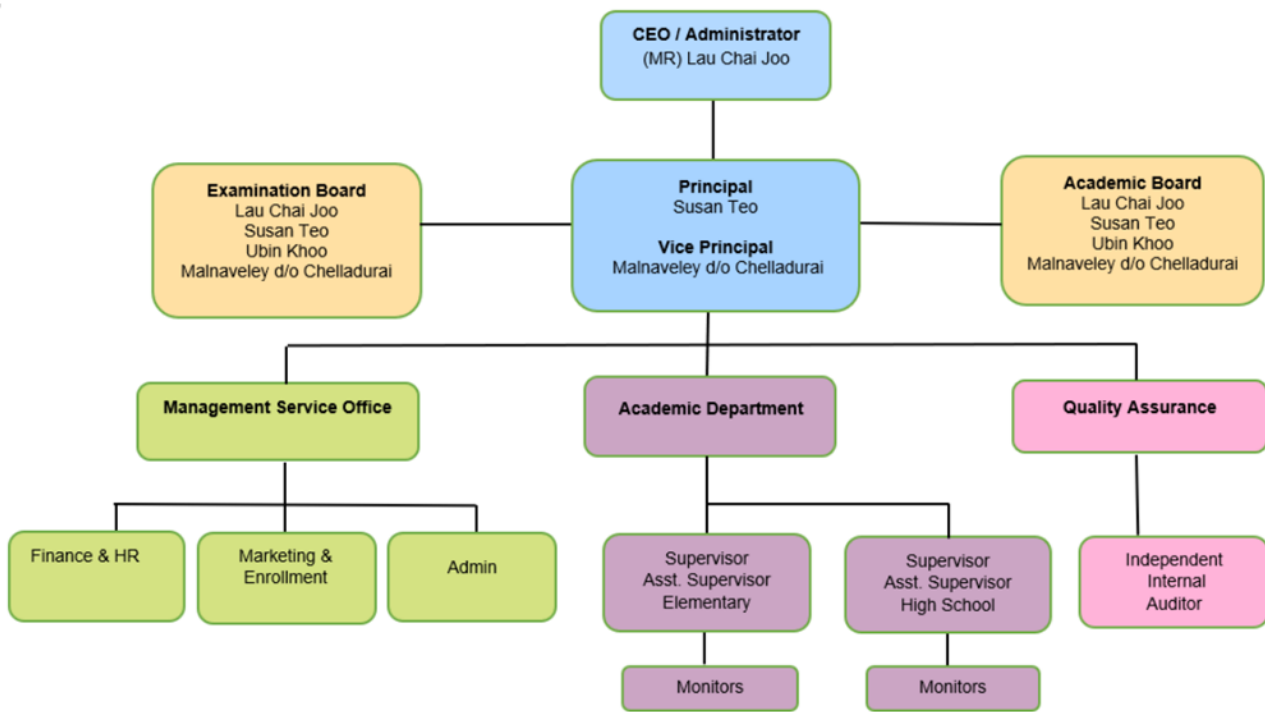 CEO / Administrator
(MR) Lau Chai Joo
Examination Board
Lau Chai Joo
Susan Teo
Ubin Khoo
Malnaveley d/o Chelladurai
Principal
Susan Teo
Vice Principal
Malnaveley d/o Chelladurai
Academic Board
Lau Chai Joo
Susan Teo
Ubin Khoo
Malnaveley d/o Chelladurai
Management Service Office
Academic Department
Quality Assurance
Finance & HR
Marketing &
Enrollment
Admin
Supervisor
Asst. Supervisor
Elementary
Supervisor
Asst. Supervisor
High School
Independent
Internal
Auditor
Monitors
Monitors